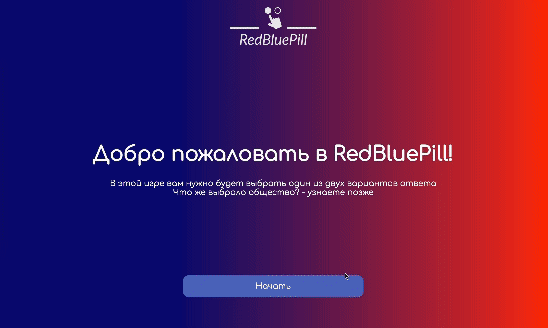 RedBluePill
Добро пожаловать в RedBluePill!
В этой игре вам нужно будет выбрать один из двух вариантов ответа
Что же выбрало общество? - узнаете позже
Начать